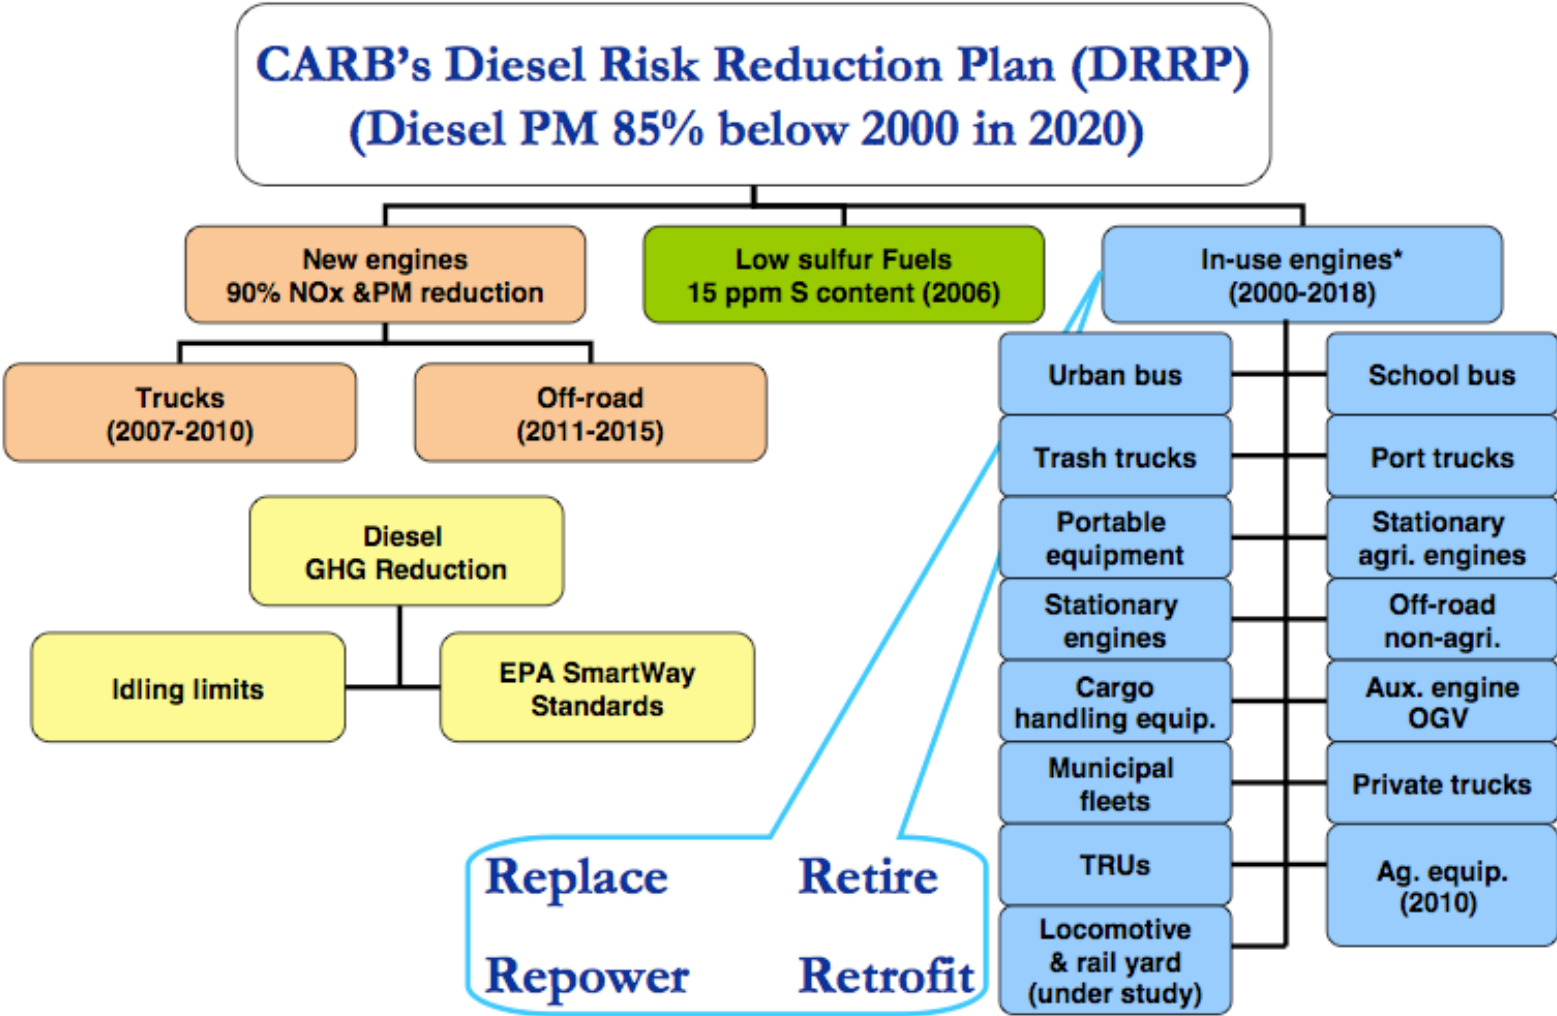 CARB's Diesel Risk Reduction Plan (DRRP)
(Diesel PM 85% below 2000 in 2020)
New engines
90% NOx &PM reduction
Low sulfur Fuels
15 ppm S content (2006)
In-use engines*
(2000-2018)
Trucks
(2007-2010)
Off-road
(2011-2015)
Diesel
GHG Reduction
Idling limits
EPA SmartWay
Standards
Urban bus
School bus
Trash trucks
Port trucks
Portable
equipment
Stationary
agri. engines
Stationary
engines
Off-road
non-agri.
Cargo
handling equip.
Aux. engine
OGV
Municipal
fleets
Private trucks
TRUs
Ag. equip.
(2010)
Locomotive
& rail yard
(under study)
Replace
Retire
Repower
Retrofit